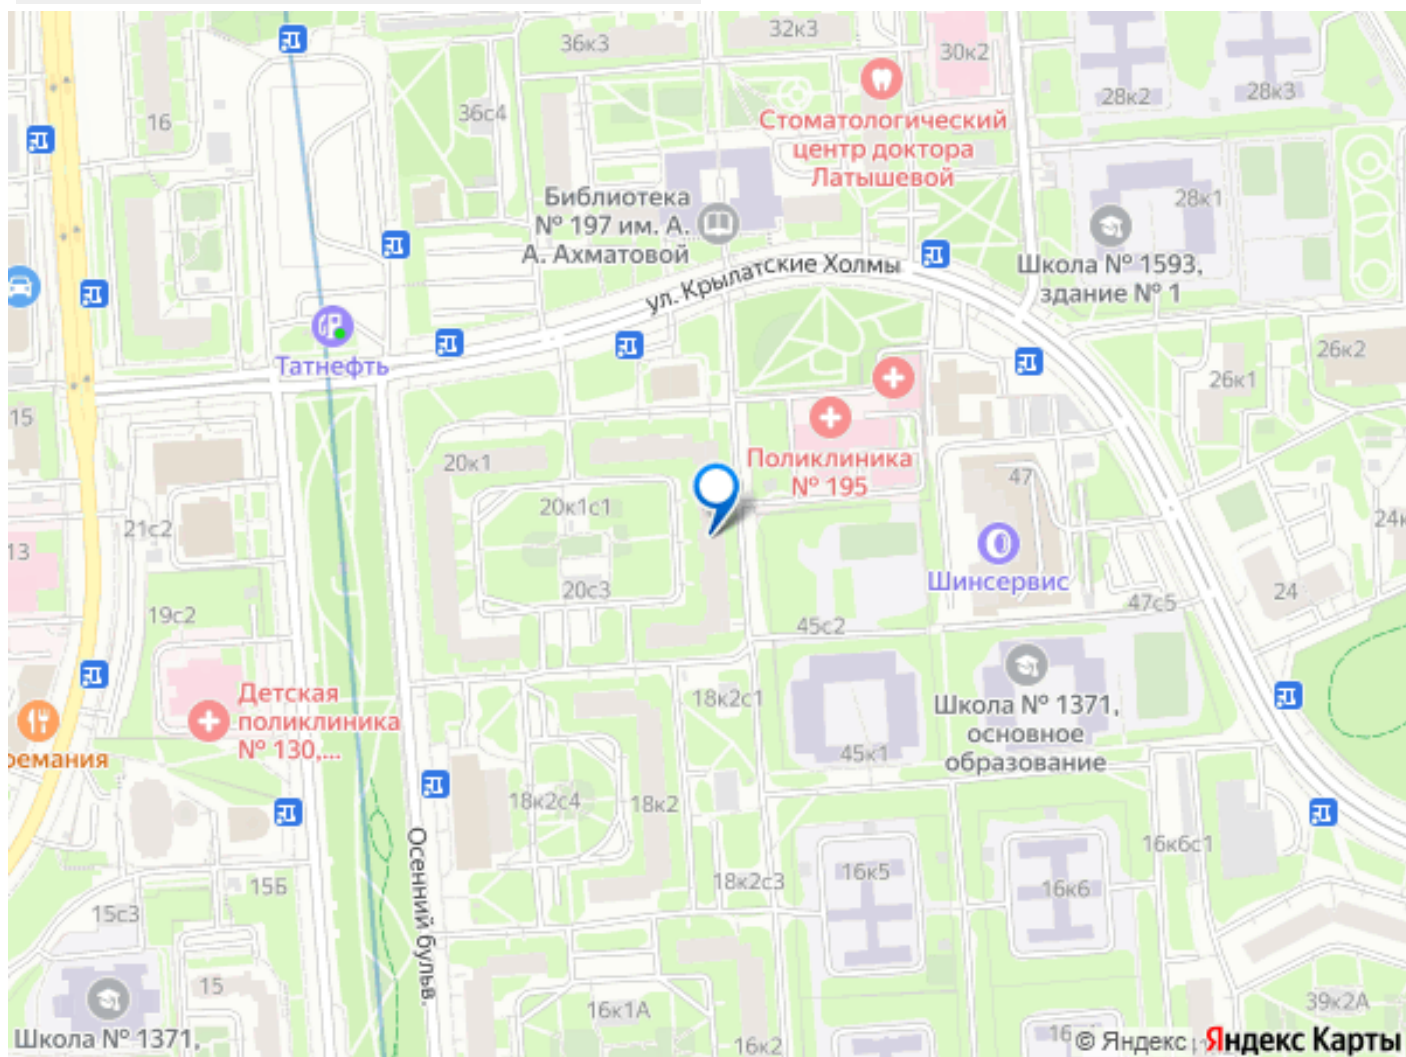 36к3
32к3
30к2
28к2
28к3
16
36с4
Стоматологический
центр доктора
Латышевой
Библиотека
№ 197 им. А.
А. Ахматовой
28к1
Школа № 1593,
здание № 1
ул. Крылатские Холмы
Татнефть
26к2
26к1
15
20к1
Поликлиника
№ 195
47
20к1с1
21с2
24к
13
Шинсервис
20с3
47с5
24
19с2
45с2
Детская
поликлиника
№ 130,...
18к2с1
Школа № 1371,
основное
образование
45к1
ремания
18к2с4
18к2
Осенний бульв.
16к6с1
15Б
18к2с3
16к5
16к6
15с3
15
16к1А
39к2А
Школа № 1371,
16к2
© Яндекс Яндекс Карты